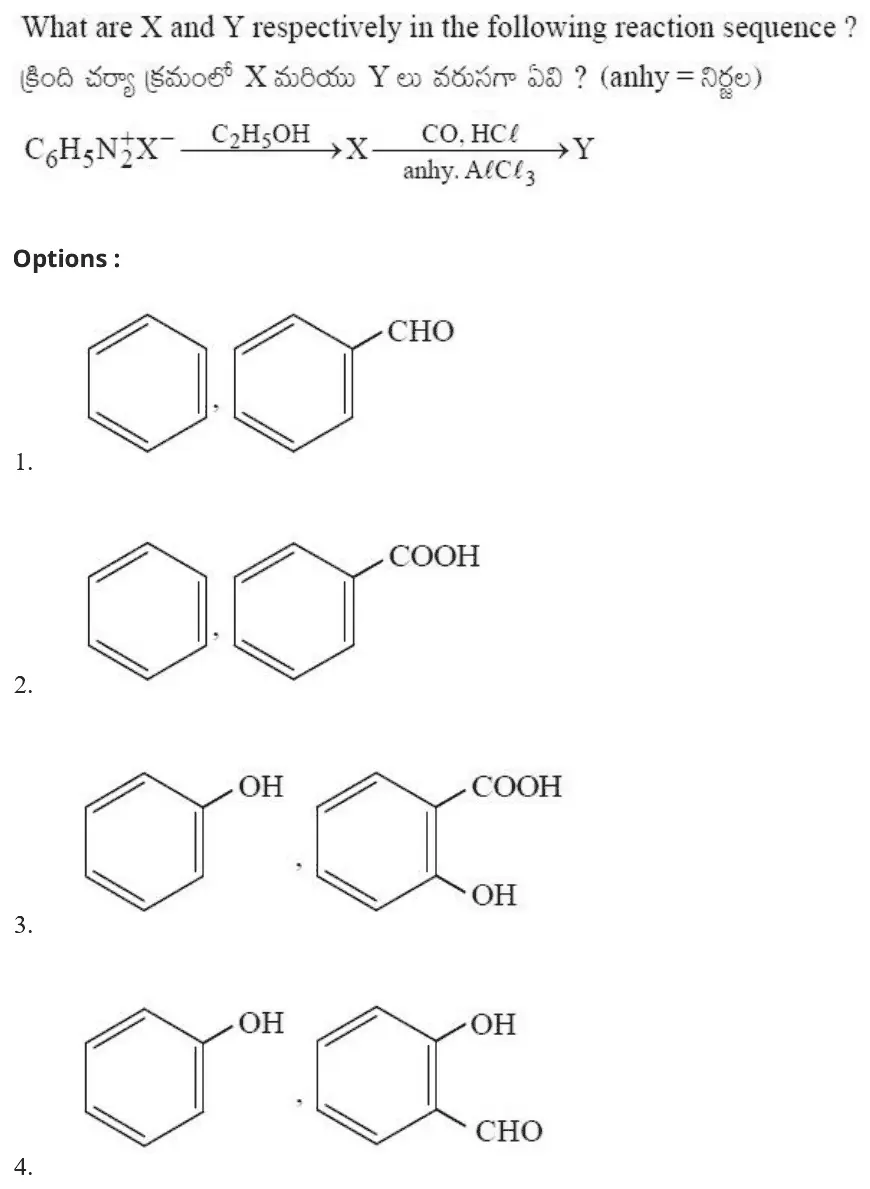 What are X and Y respectively in the following reaction sequence ?
క్రింది చర్యా క్రమంలో X మరియు Y లు వరుసగా ఏవి ? (anhy = నిర్జల)
C₆H₅N₂⁺X⁻ C₂H₅OH → X CO, HCℓ anhy. AℓCℓ₃ → Y
Options :
CHO
,
1.
COOH
,
2.
OH COOH
,
OH
3.
OH OH
,
CHO
4.